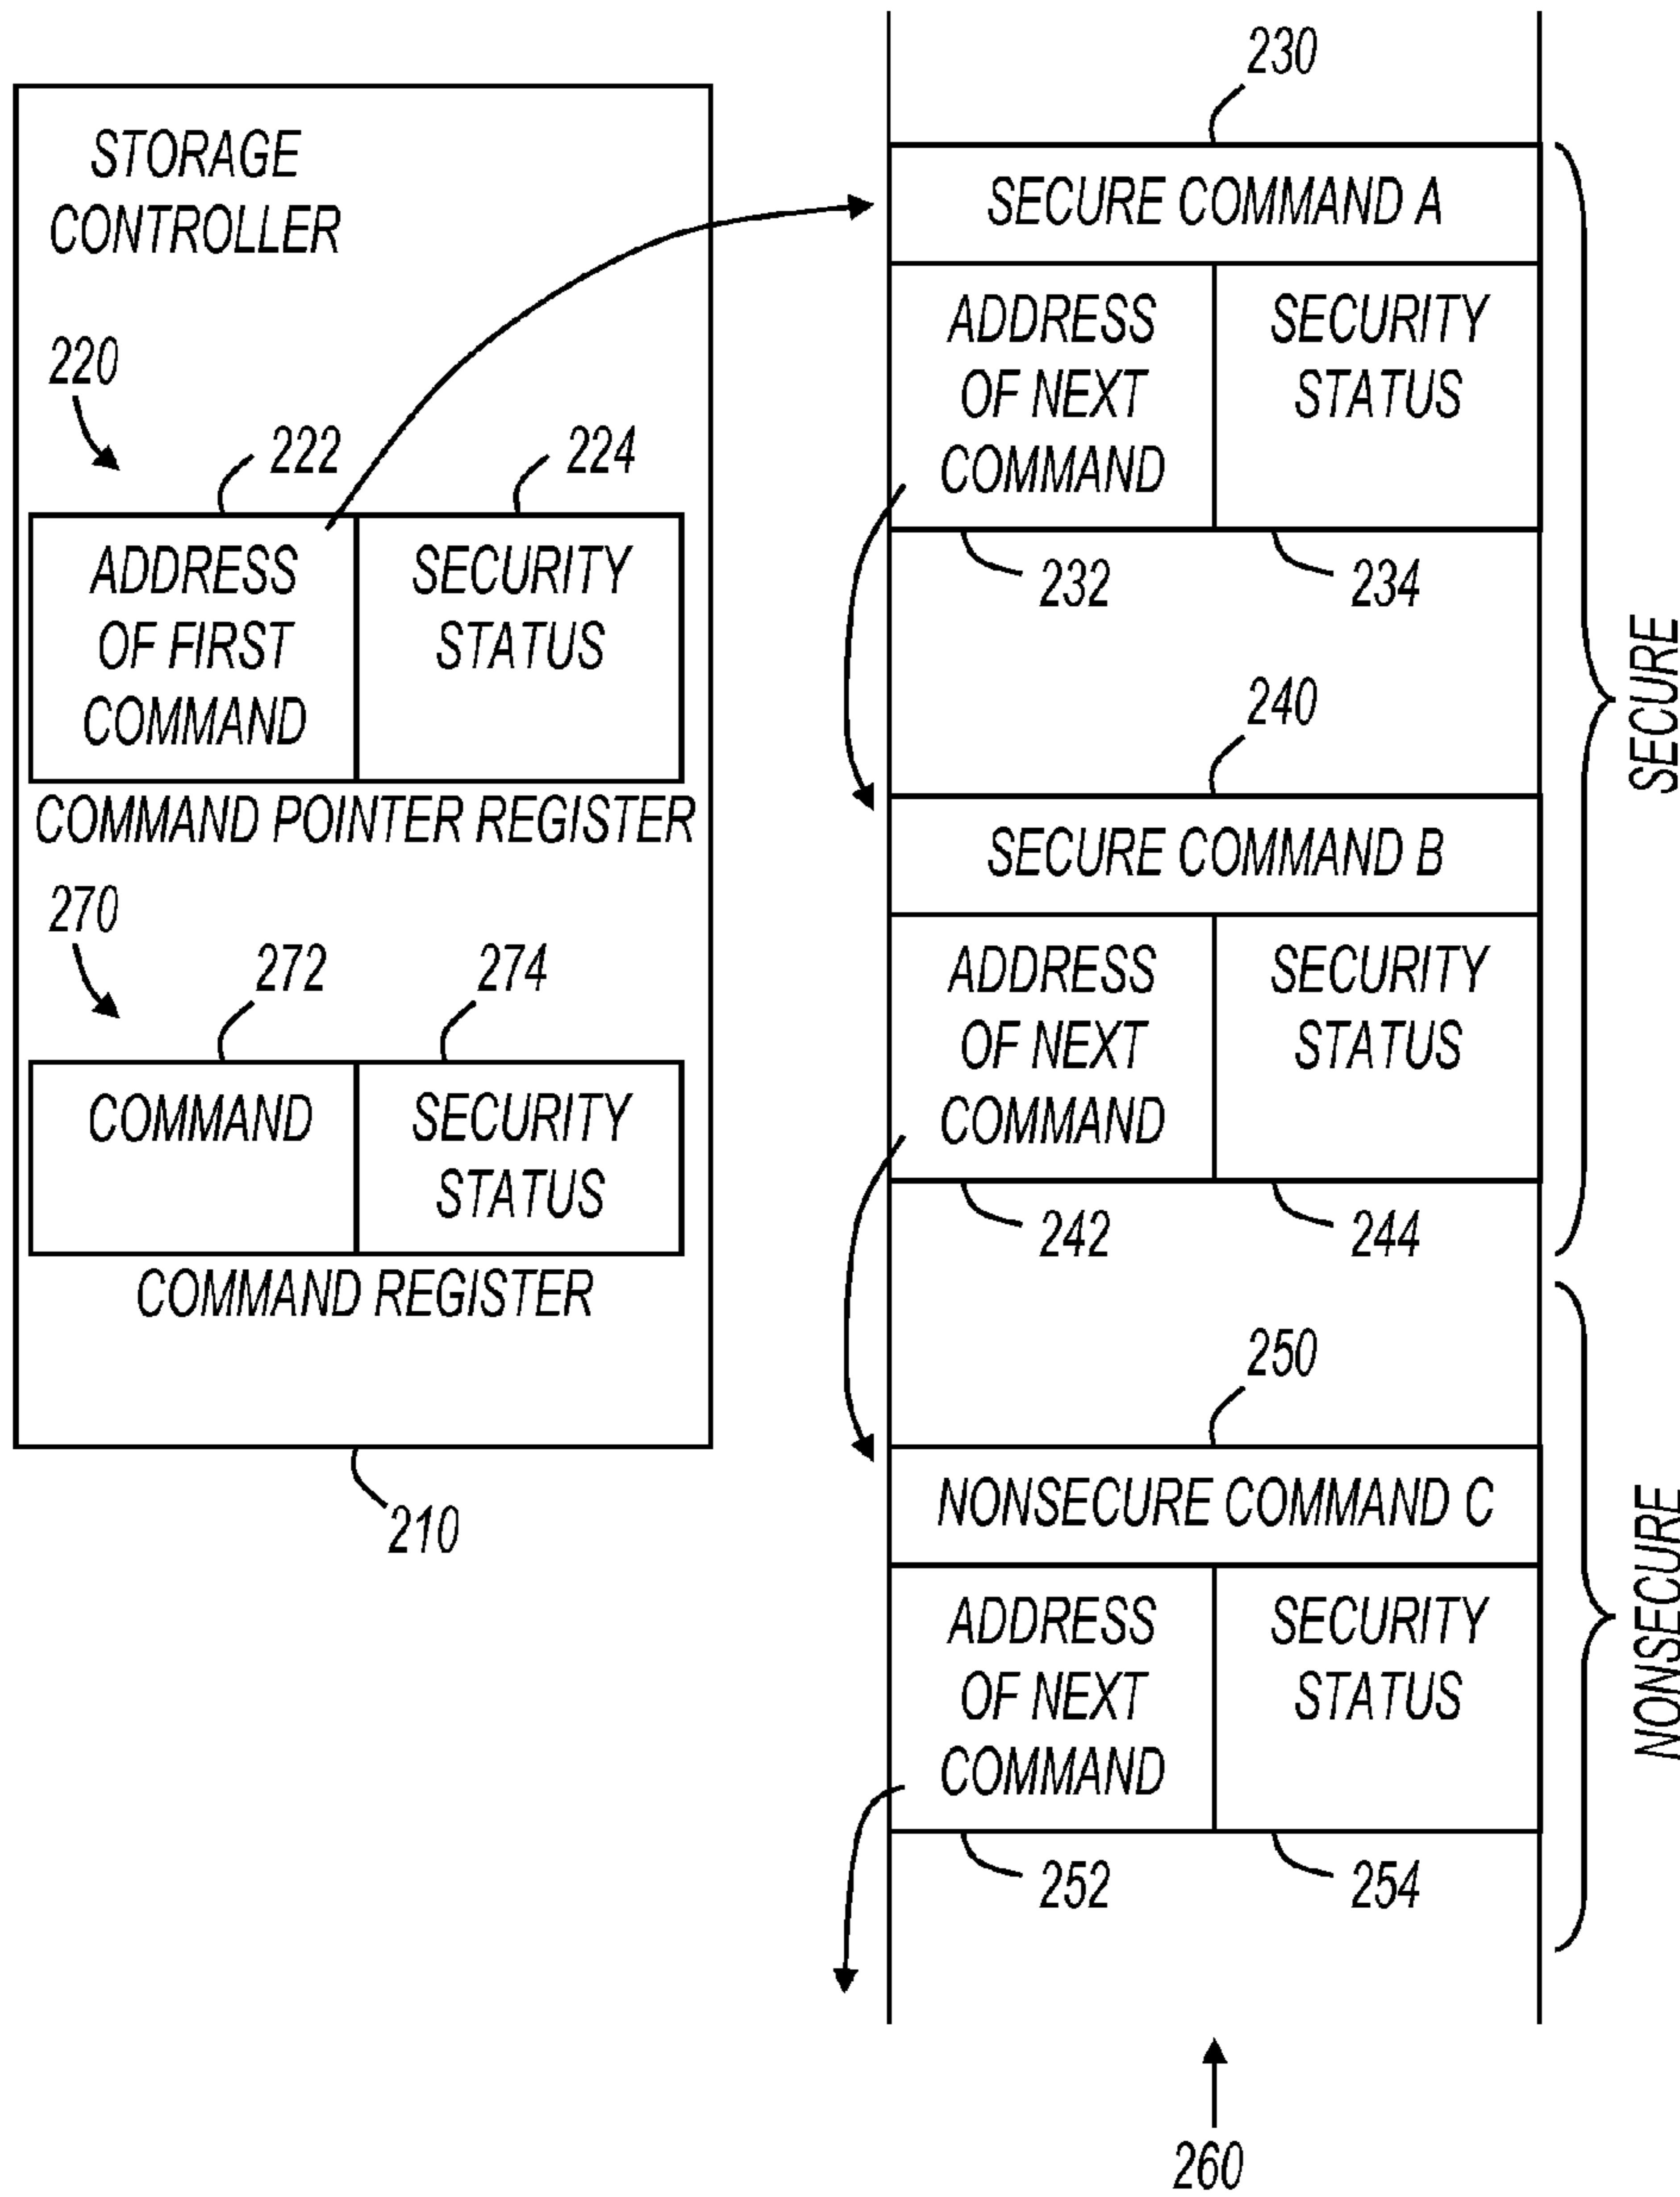 STORAGE
CONTROLLER
220
222
224
ADDRESS
OF FIRST
COMMAND
SECURITY
STATUS
COMMAND POINTER REGISTER
270
272
274
COMMAND
SECURITY
STATUS
COMMAND REGISTER
210
230
SECURE COMMAND A
ADDRESS
OF NEXT
COMMAND
SECURITY
STATUS
232
234
240
SECURE COMMAND B
ADDRESS
OF NEXT
COMMAND
SECURITY
STATUS
242
244
250
NONSECURE COMMAND C
ADDRESS
OF NEXT
COMMAND
SECURITY
STATUS
252
254
260
SECURE
NONSECURE